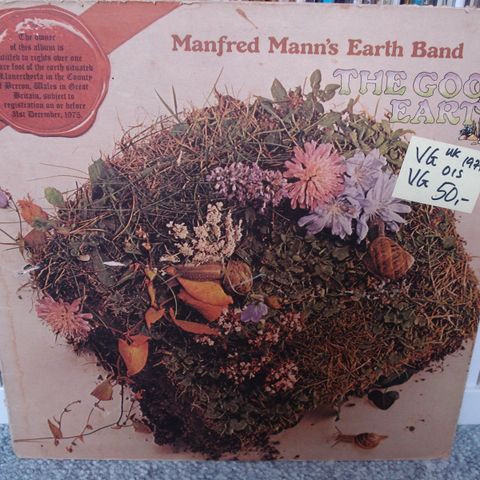 The owner
of this album is
entitled to rights over one
square foot of the earth situated
at Llanerchyrfa in the County
of Brecon, Wales in Great
Britain, subject to
registration on or before
31st December, 1975.
Manfred Mann's Earth Band
THE GOO
EART
VG UK 197
OIS
VG 50,-